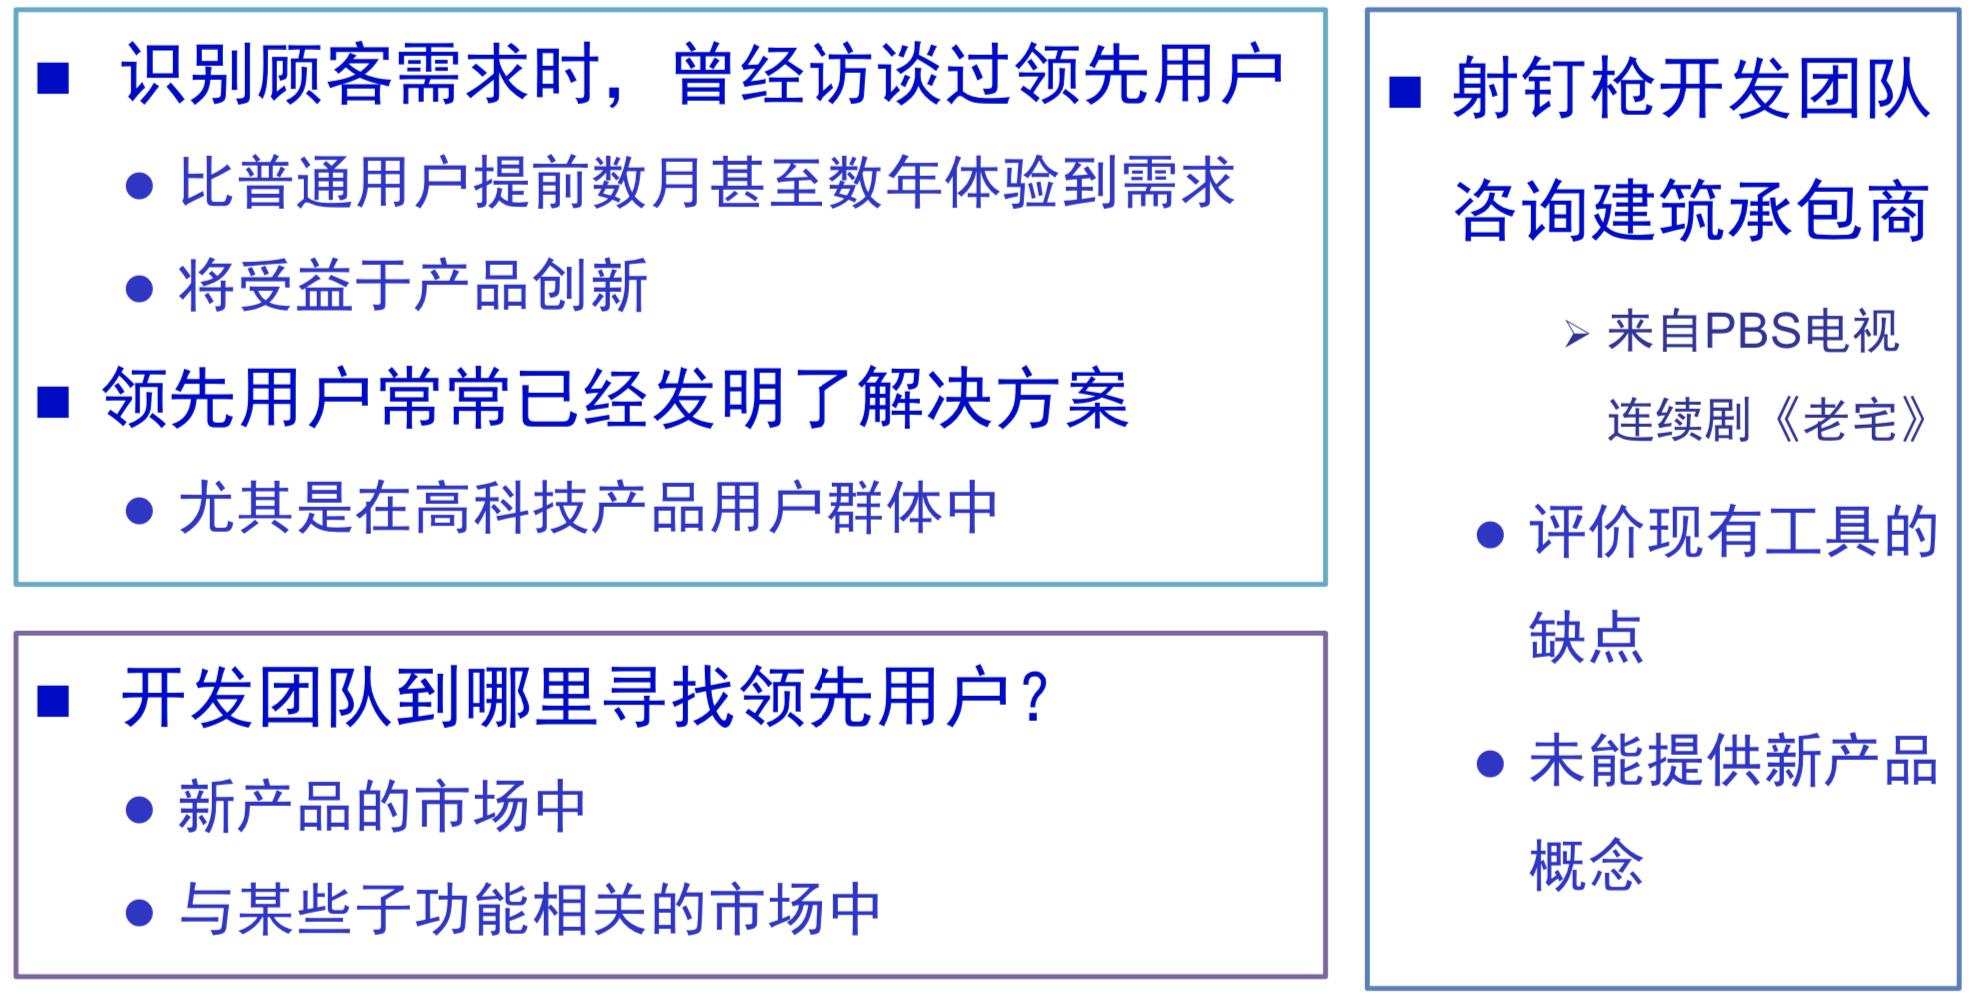 ■ 识别顾客需求时，曾经访谈过领先用户
● 比普通用户提前数月甚至数年体验到需求
● 将受益于产品创新
■ 领先用户常常已经发明了解决方案
● 尤其是在高科技产品用户群体中
■ 开发团队到哪里寻找领先用户？
● 新产品的市场中
● 与某些子功能相关的市场中
■ 射钉枪开发团队
咨询建筑承包商
➢ 来自PBS电视
连续剧《老宅》
● 评价现有工具的
缺点
● 未能提供新产品
概念